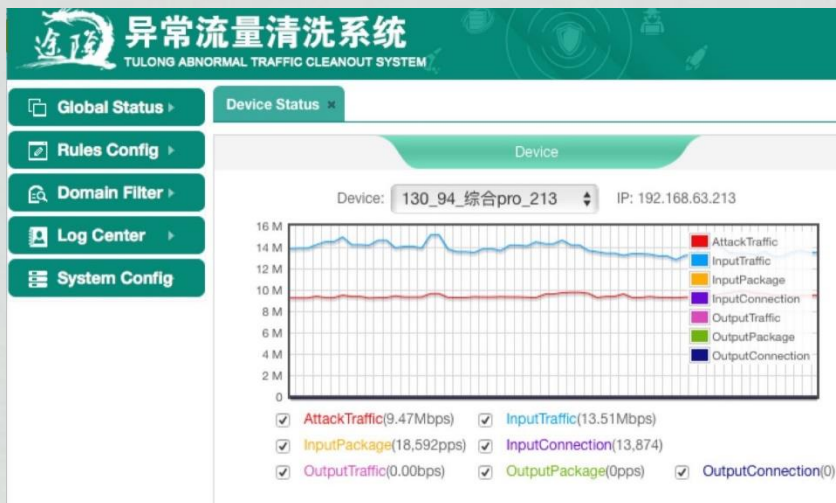 途隆
异常流量清洗系统
TULONG ABNORMAL TRAFFIC CLEANOUT SYSTEM
Global Status
Rules Config
Domain Filter
Log Center
System Config
Device Status ×
Device
Device: 130_94_综合pro_213 IP: 192.168.63.213
16 M
14 M
12 M
10 M
8 M
6 M
4 M
2 M
0
AttackTraffic
InputTraffic
InputPackage
InputConnection
OutputTraffic
OutputPackage
OutputConnection
AttackTraffic(9.47Mbps) InputTraffic(13.51Mbps)
InputPackage(18,592pps) InputConnection(13,874)
OutputTraffic(0.00bps) OutputPackage(0pps) OutputConnection(0)